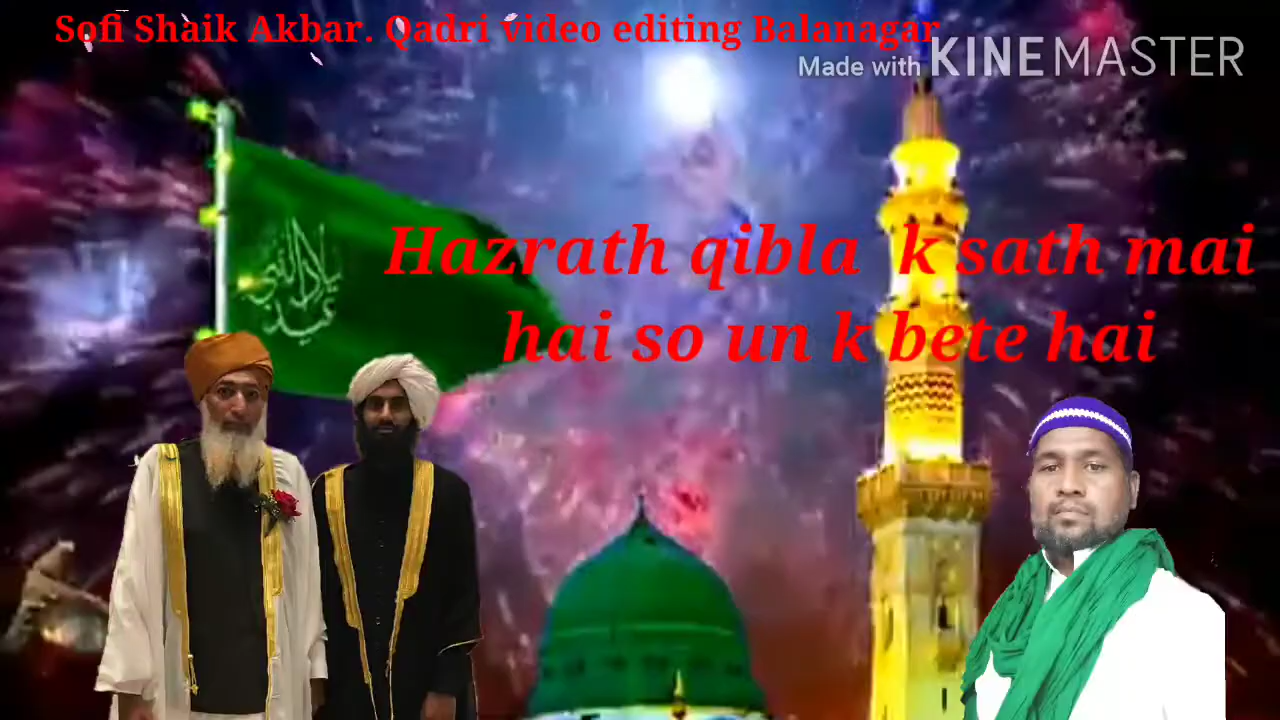 Sofi Shaik Akbar. Qadri video editing Balanagar
Made with KINEMASTER
Hazrath qibla k sath mai
hai so un k bete hai